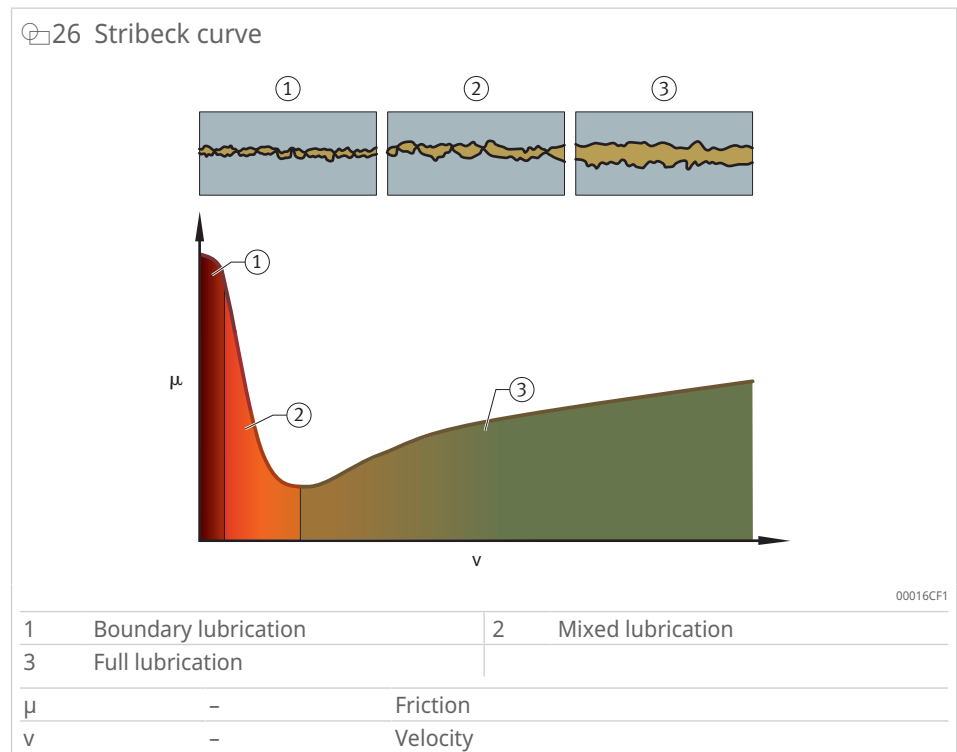 26 Stribeck curve
1 2 3
1
μ
3
2
v
00016CF1
1 Boundary lubrication 2 Mixed lubrication
3 Full lubrication
μ – Friction
v – Velocity